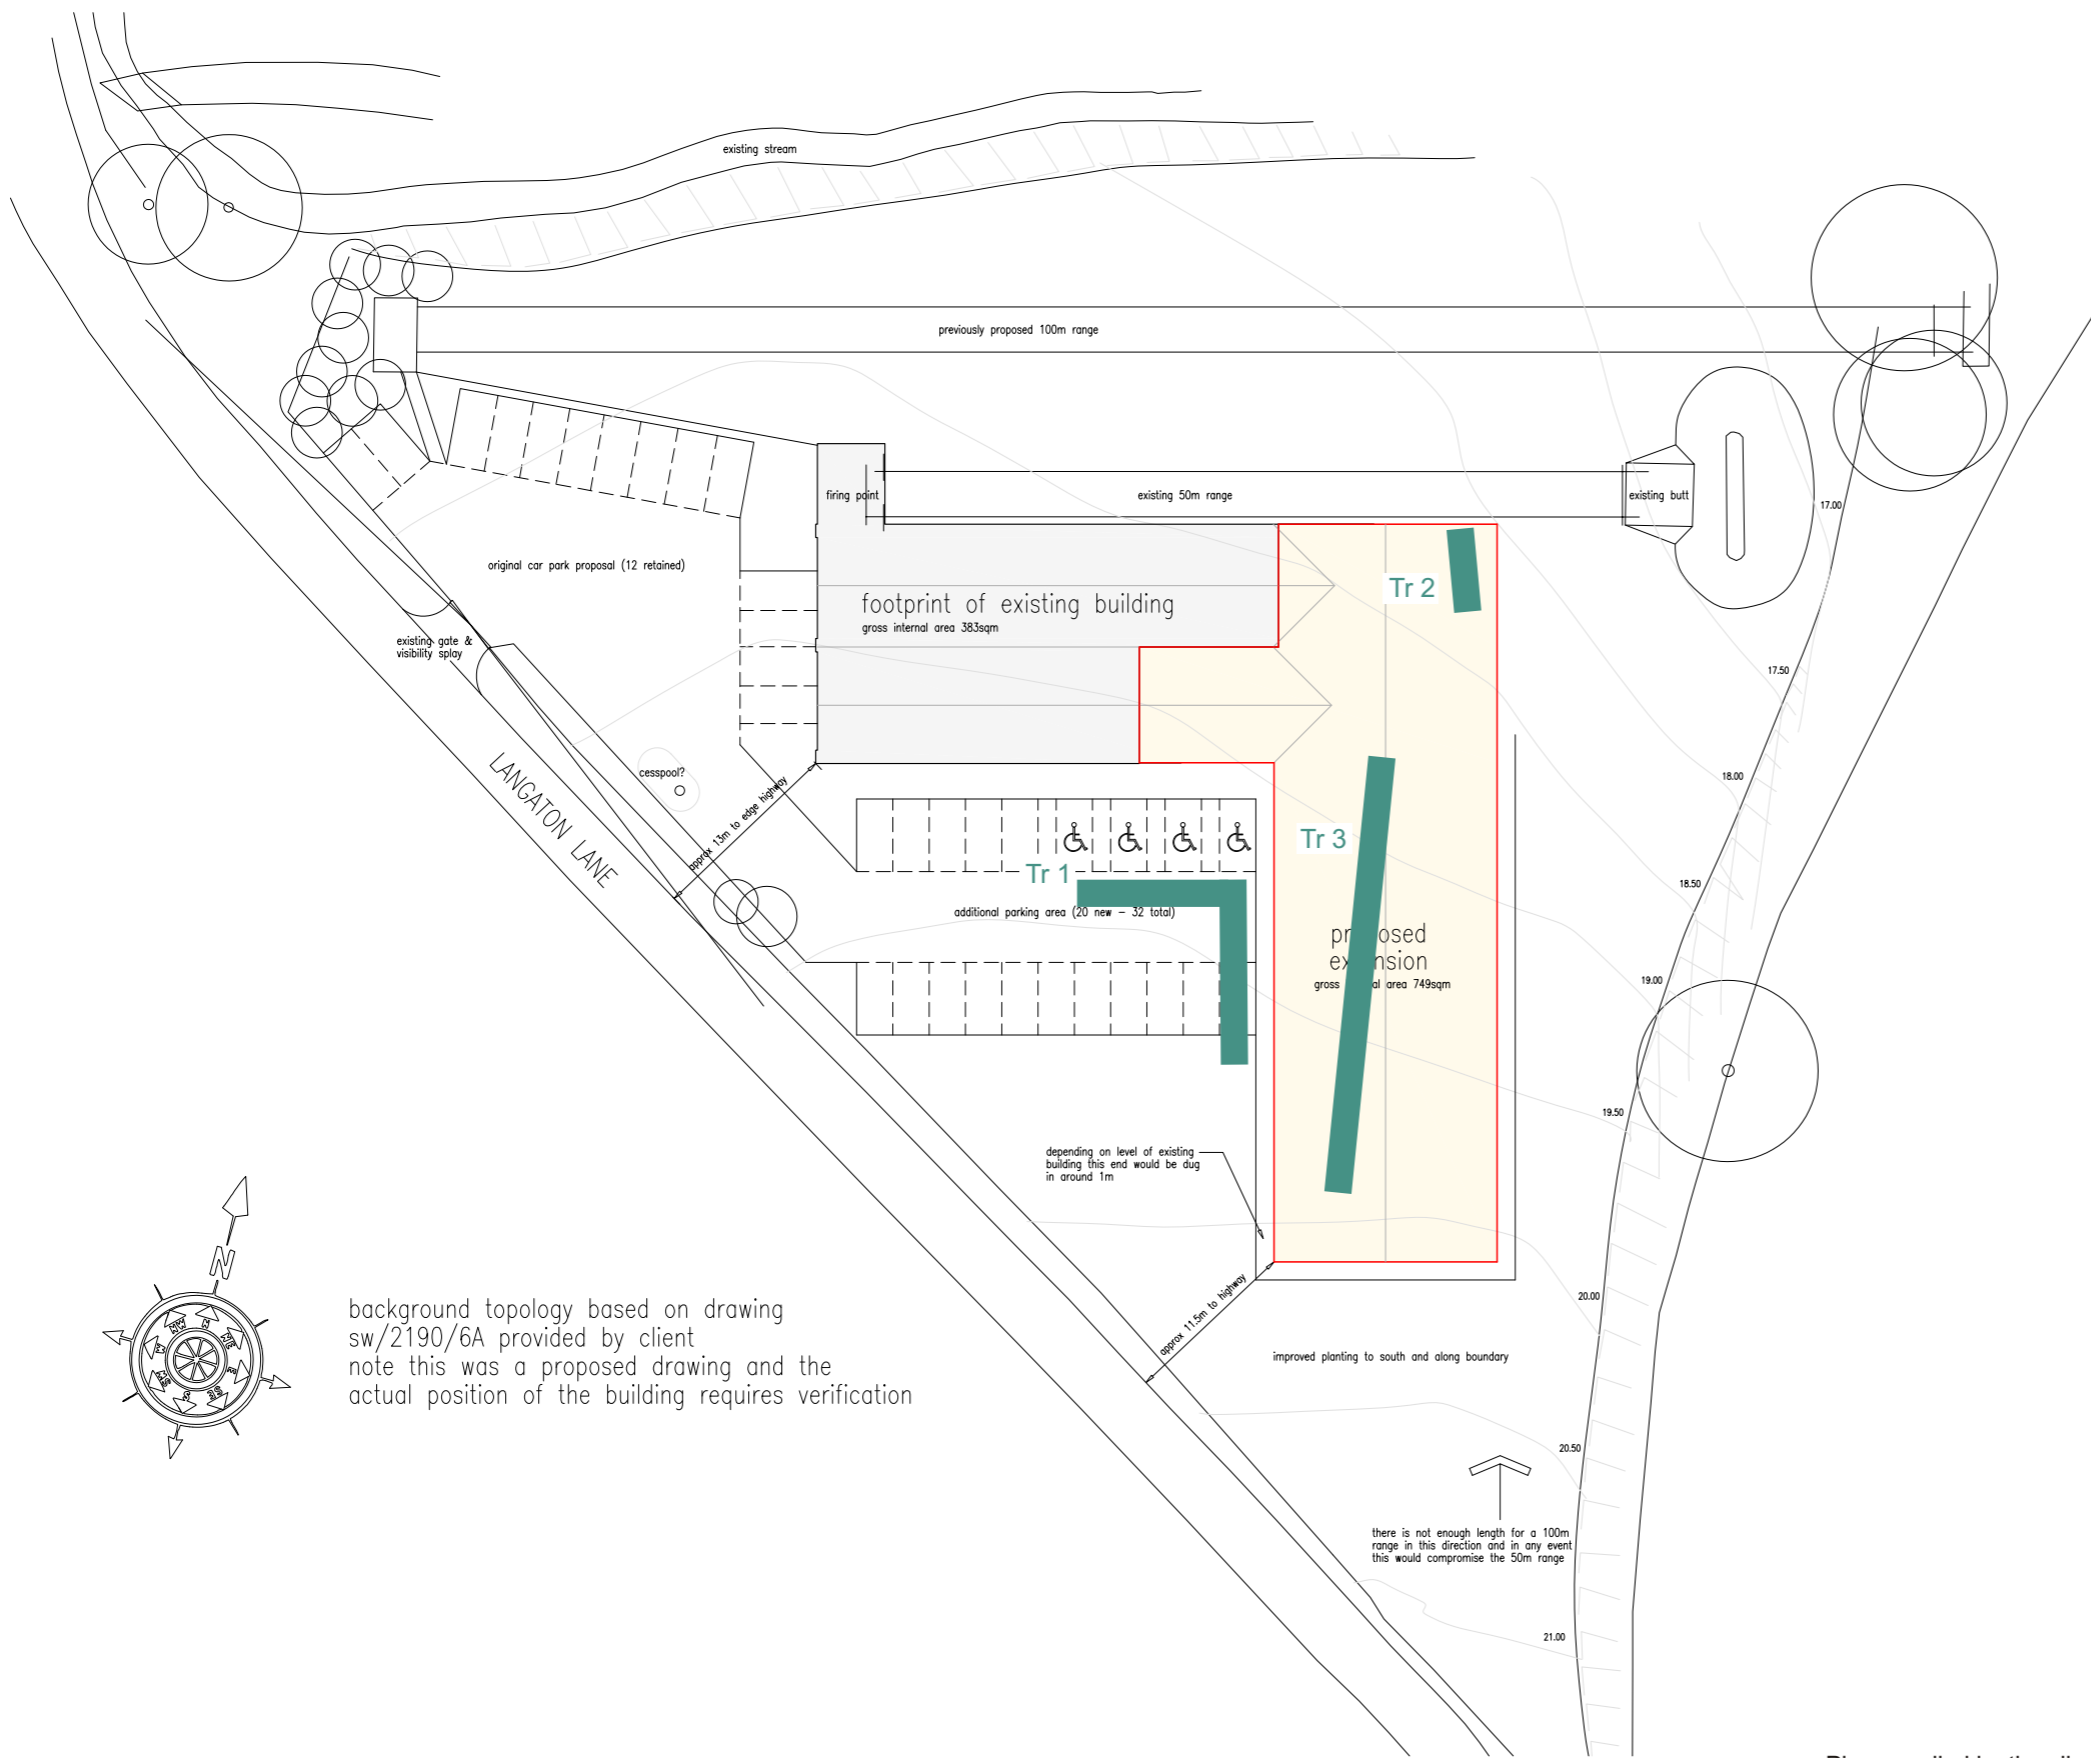 existing stream
previously proposed 100m range
firing point
existing 50m range
existing butt
17.00
original car park proposal (12 retained)
Tr 2
footprint of existing building
gross internal area 383sqm
existing gate &
visibility splay
17.50
LANGATON LANE
cesspool?
approx 13m to edge highway
18.00
Tr 3
Tr 1
18.50
additional parking area (20 new – 32 total)
proposed
expansion
gross al area 749sqm
19.00
19.50
depending on level of existing
building this end would be dug
in around 1m
N
NW N NE E SE S SW W
background topology based on drawing
sw/2190/6A provided by client
note this was a proposed drawing and the
actual position of the building requires verification
approx 11.5m to highway
20.00
improved planting to south and along boundary
20.50
there is not enough length for a 100m
range in this direction and in any event
this would compromise the 50m range
21.00